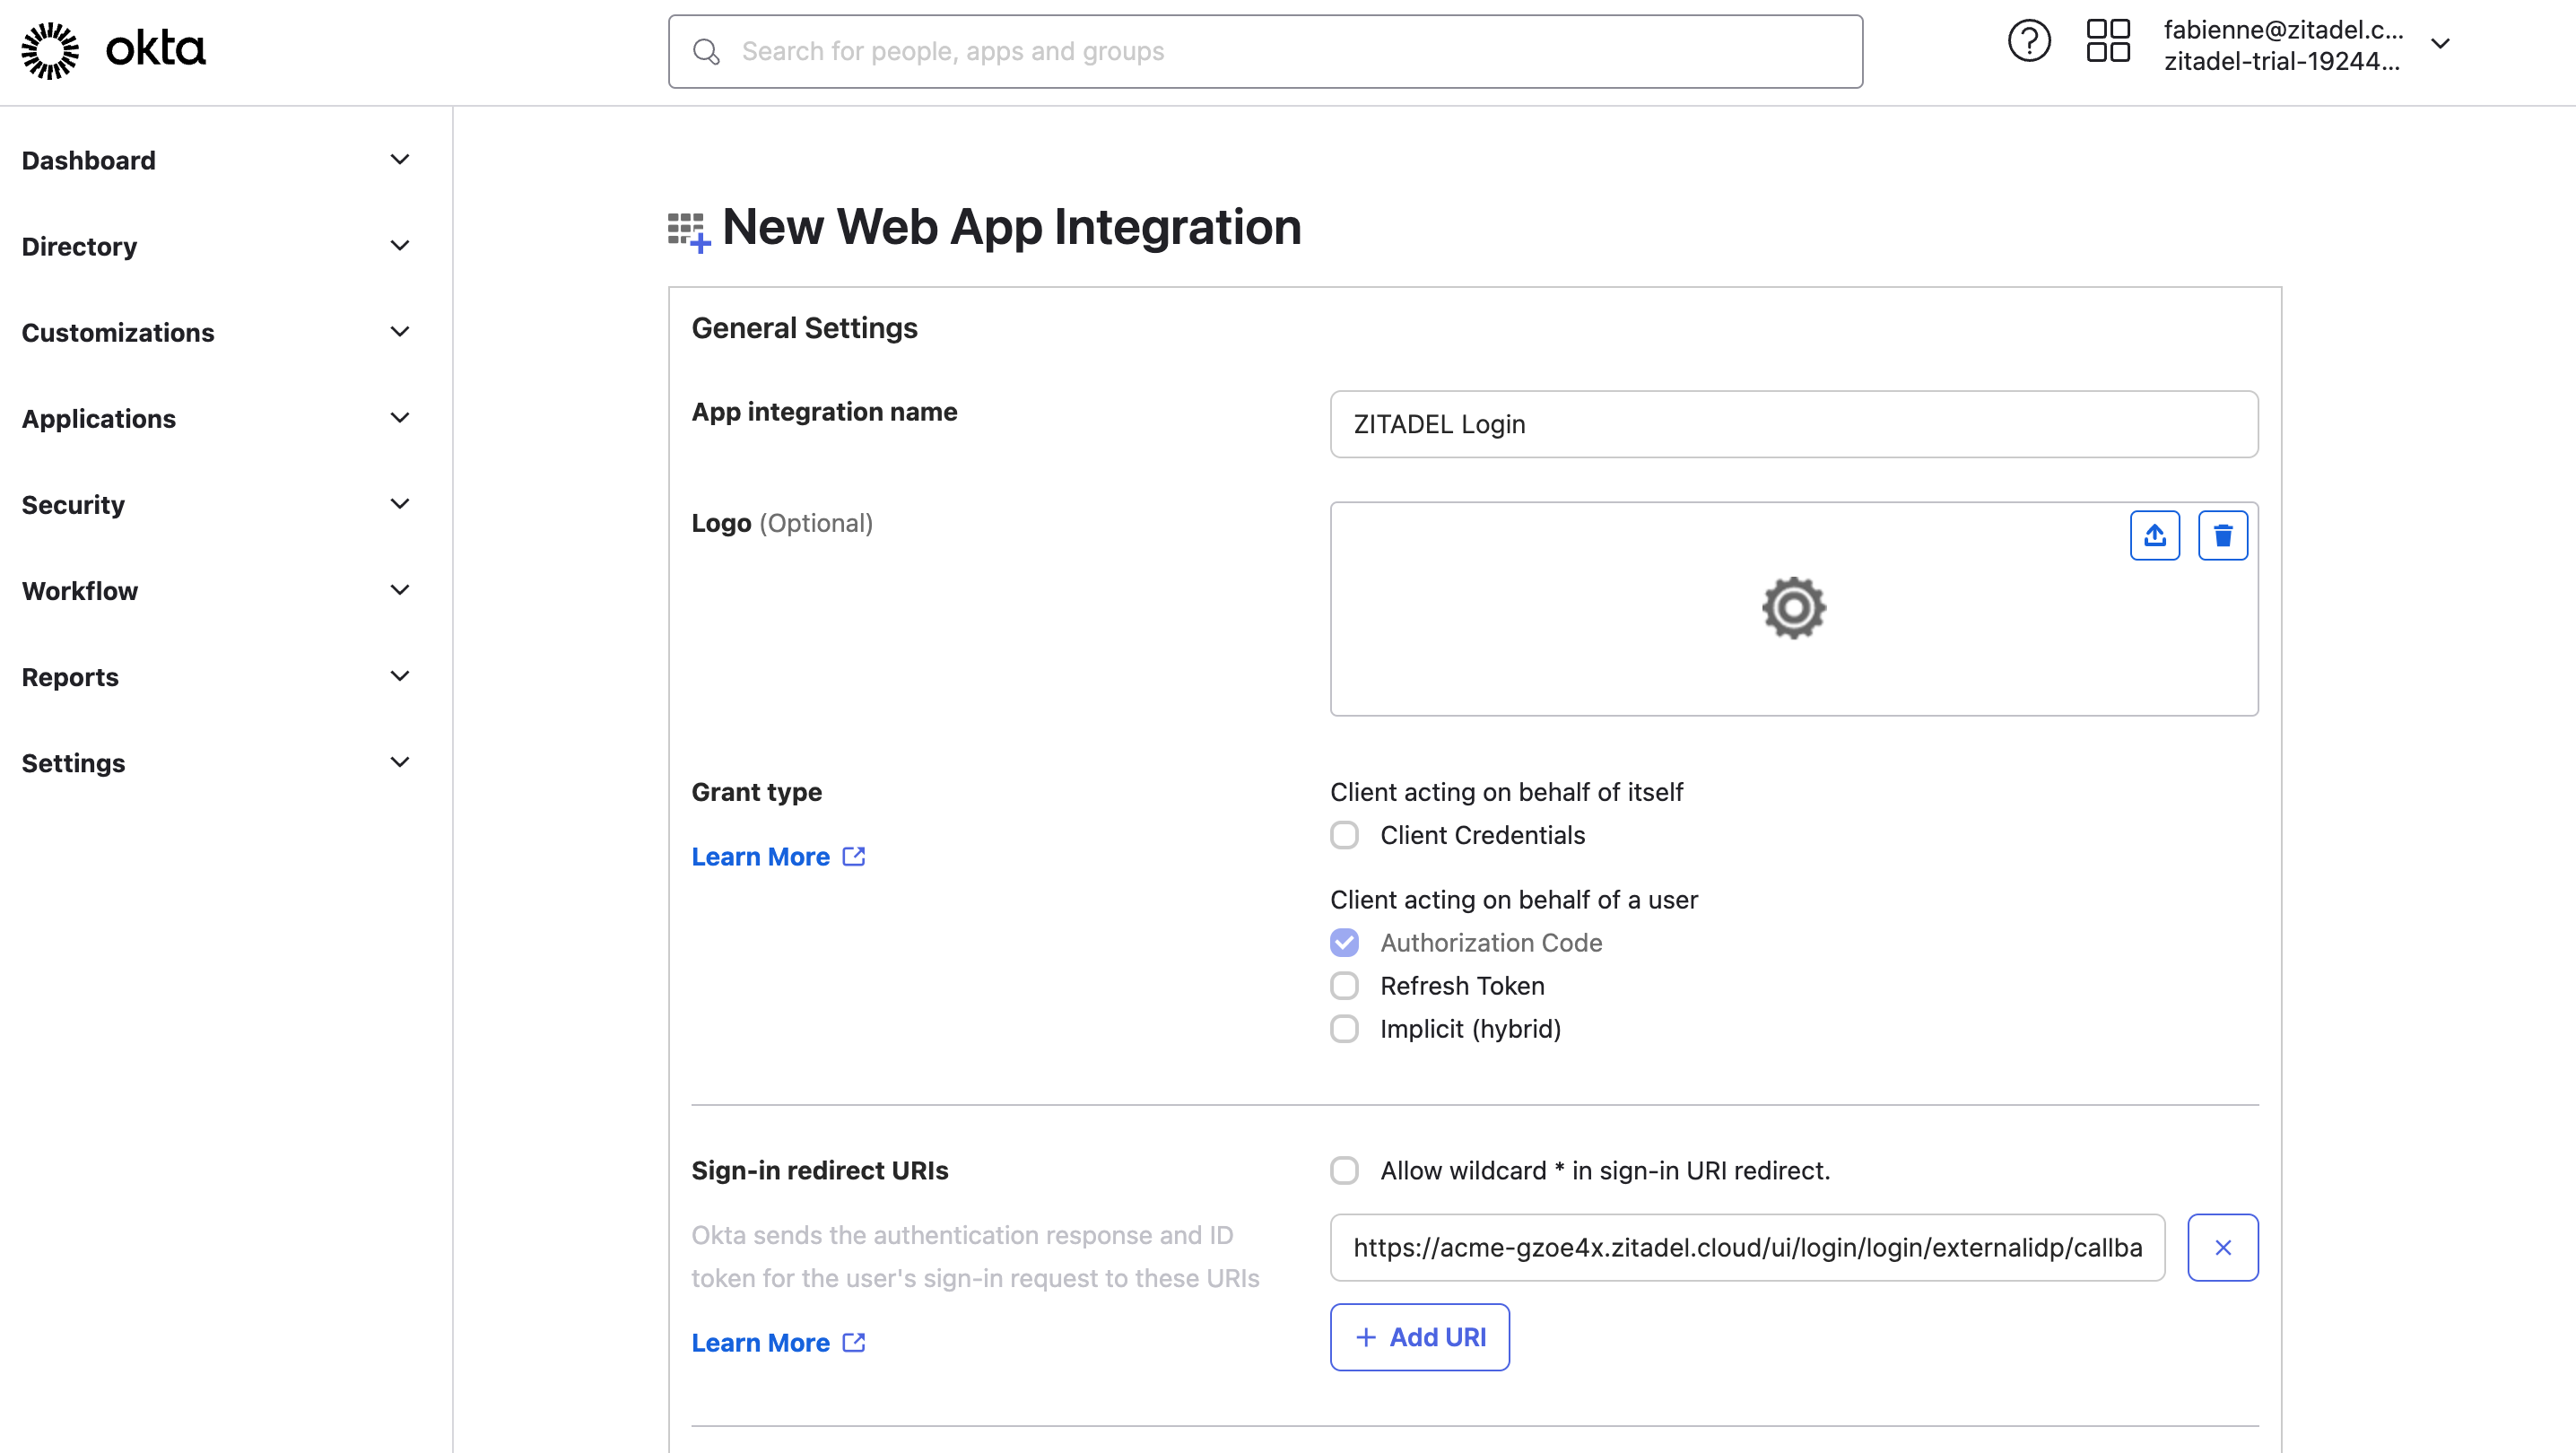 okta
Search for people, apps and groups
fabienne@zitadel.c...
zitadel-trial-19244...
Dashboard
Directory
Customizations
Applications
Security
Workflow
Reports
Settings
New Web App Integration
General Settings
App integration name
ZITADEL Login
Logo (Optional)
Grant type
Learn More
Client acting on behalf of itself
Client Credentials
Client acting on behalf of a user
Authorization Code
Refresh Token
Implicit (hybrid)
Sign-in redirect URIs
Okta sends the authentication response and ID
token for the user's sign-in request to these URIs
Learn More
Allow wildcard * in sign-in URI redirect.
https://acme-gzoe4x.zitadel.cloud/ui/login/login/externalidp/callba
+ Add URI